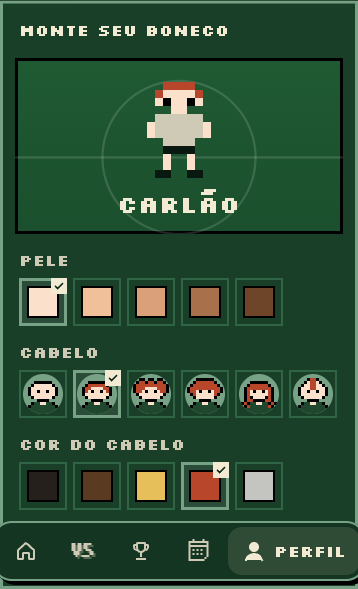 MONTE SEU BONECO
CARLÃO
PELE
CABELO
COR DO CABELO
VS
PERFIL